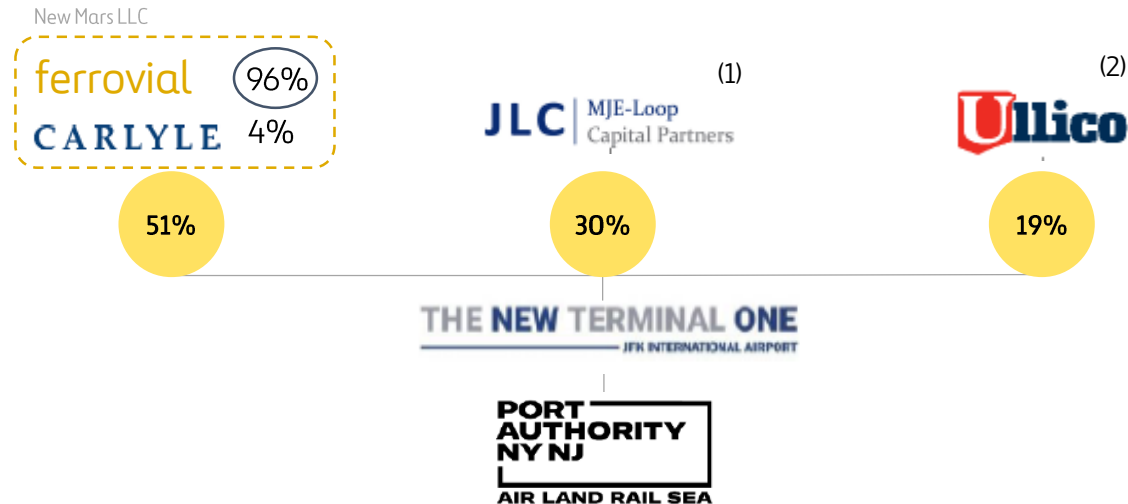 New Mars LLC
ferrovial 96%
CARLYLE 4%
(1)
JLC MJE-Loop
Capital Partners
(2)
Ullico
51%
30%
19%
THE NEW TERMINAL ONE
JFK INTERNATIONAL AIRPORT
PORT
AUTHORITY
NY NJ
AIR LAND RAIL SEA